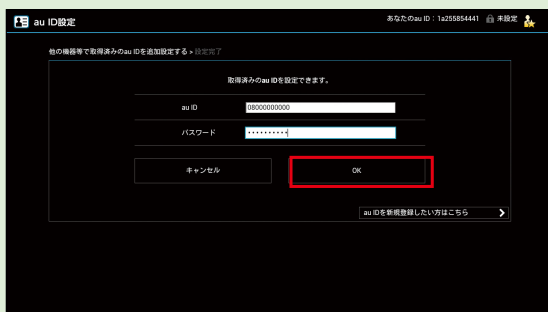 au ID設定
あなたのau ID：1a255854441 未設定
他の機器等で取得済みのau IDを追加設定する > 設定完了
取得済みのau IDを設定できます。
au ID 08000000000
パスワード ••••••••••
キャンセル OK
au IDを新規登録したい方はこちら